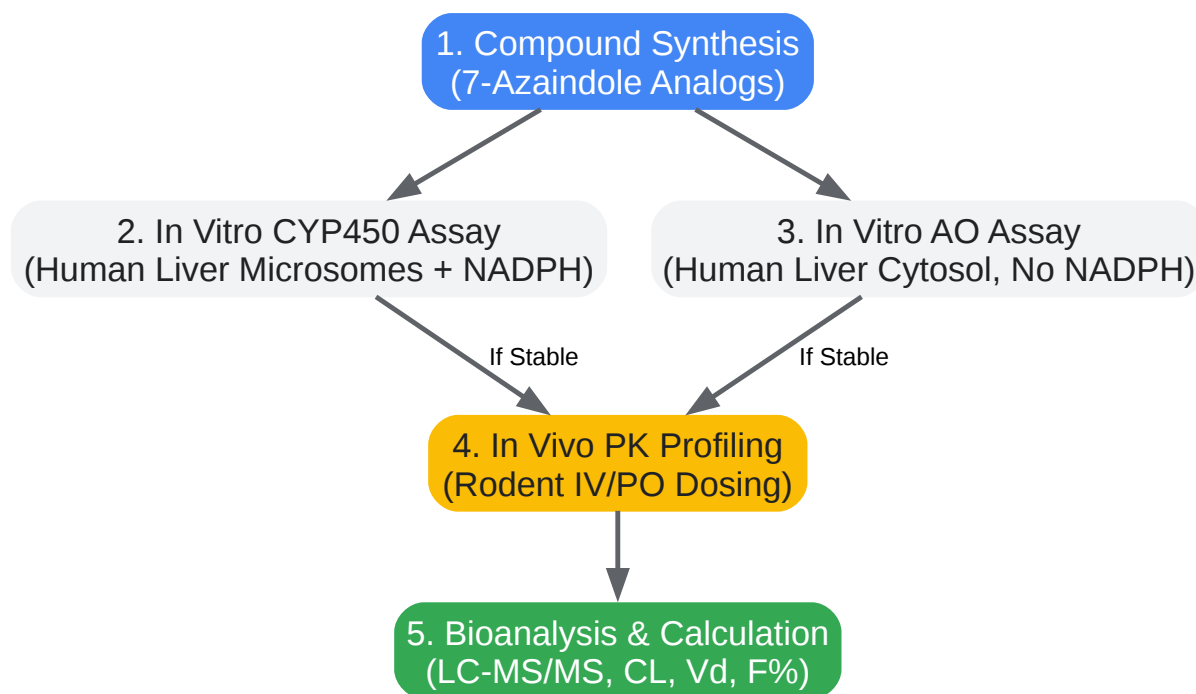 1. Compound Synthesis
(7-Azaindole Analogs)
2. In Vitro CYP450 Assay
(Human Liver Microsomes + NADPH)
3. In Vitro AO Assay
(Human Liver Cytosol, No NADPH)
If Stable
If Stable
4. In Vivo PK Profiling
(Rodent IV/PO Dosing)
5. Bioanalysis & Calculation
(LC-MS/MS, CL, Vd, F%)